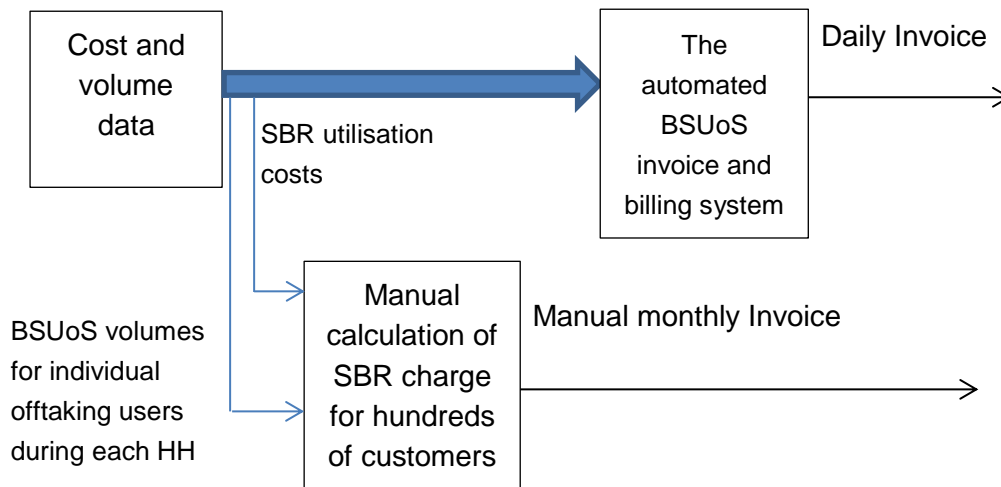 Cost and
volume
data
SBR utilisation
costs
The
automated
BSUoS
invoice and
billing system
Daily Invoice
BSUoS volumes
for individual
offtaking users
during each HH
Manual
calculation of
SBR charge
for hundreds
of customers
Manual monthly Invoice